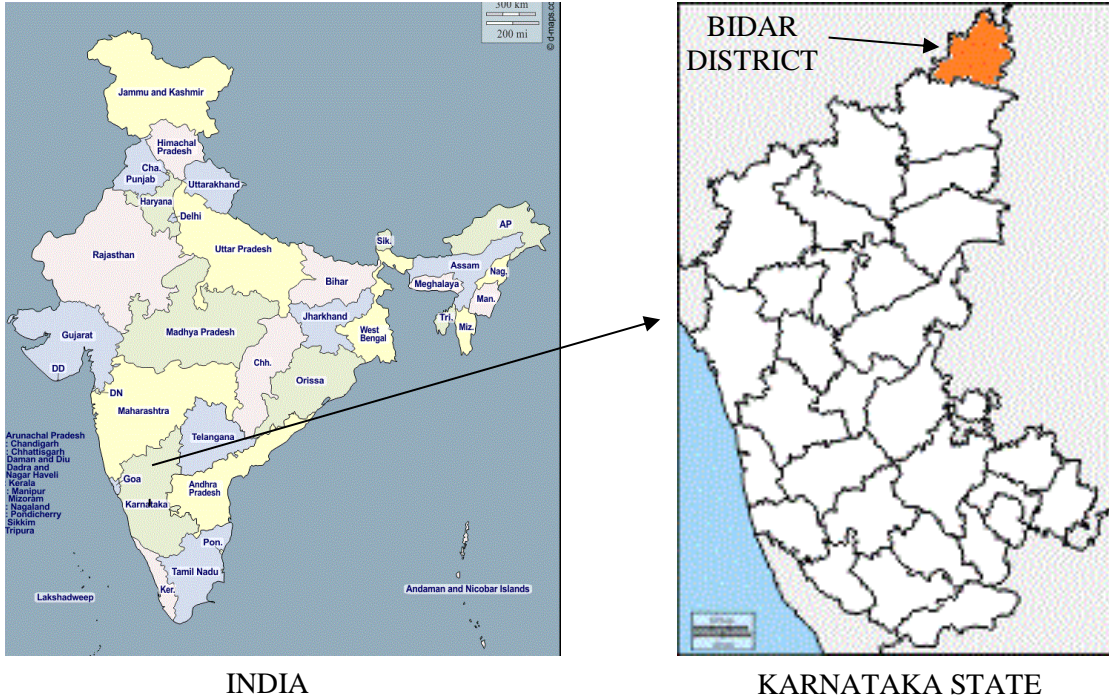 300 km
200 mi
© d-maps.co
Jammu and Kashmir
Himachal
Pradesh
Cha.
Punjab
Uttarakhand
Haryana
Delhi
Rajasthan
Uttar Pradesh
Sik.
AP
Assam
Nag.
Meghalaya
Man.
Bihar
Tri.
Miz.
Jharkhand
West
Bengal
Gujarat
Madhya Pradesh
Chh.
Orissa
DD
DN
Maharashtra
Telangana
Arunachal Pradesh
: Chandigarh
: Chhattisgarh
Daman and Diu
Dadra and
Nagar Haveli
Kerala
: Manipur
Mizoram
: Nagaland
: Pondicherry
Sikkim
Tripura
Goa
Andhra
Pradesh
Karnataka
Pon.
Tamil Nadu
Ker.
Lakshadweep
Andaman and Nicobar Islands
INDIA
BIDAR
DISTRICT
KARNATAKA STATE